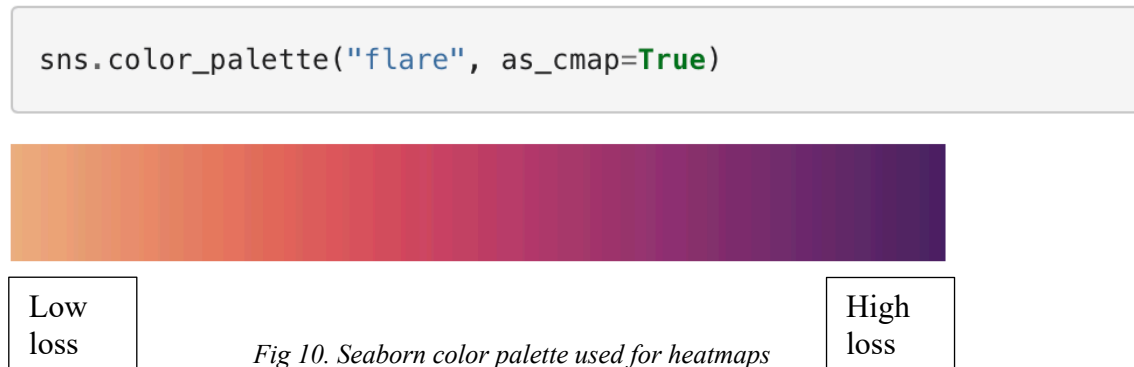 sns.color_palette("flare", as_cmap=True)
Low
loss
High
loss
Fig 10. Seaborn color palette used for heatmaps